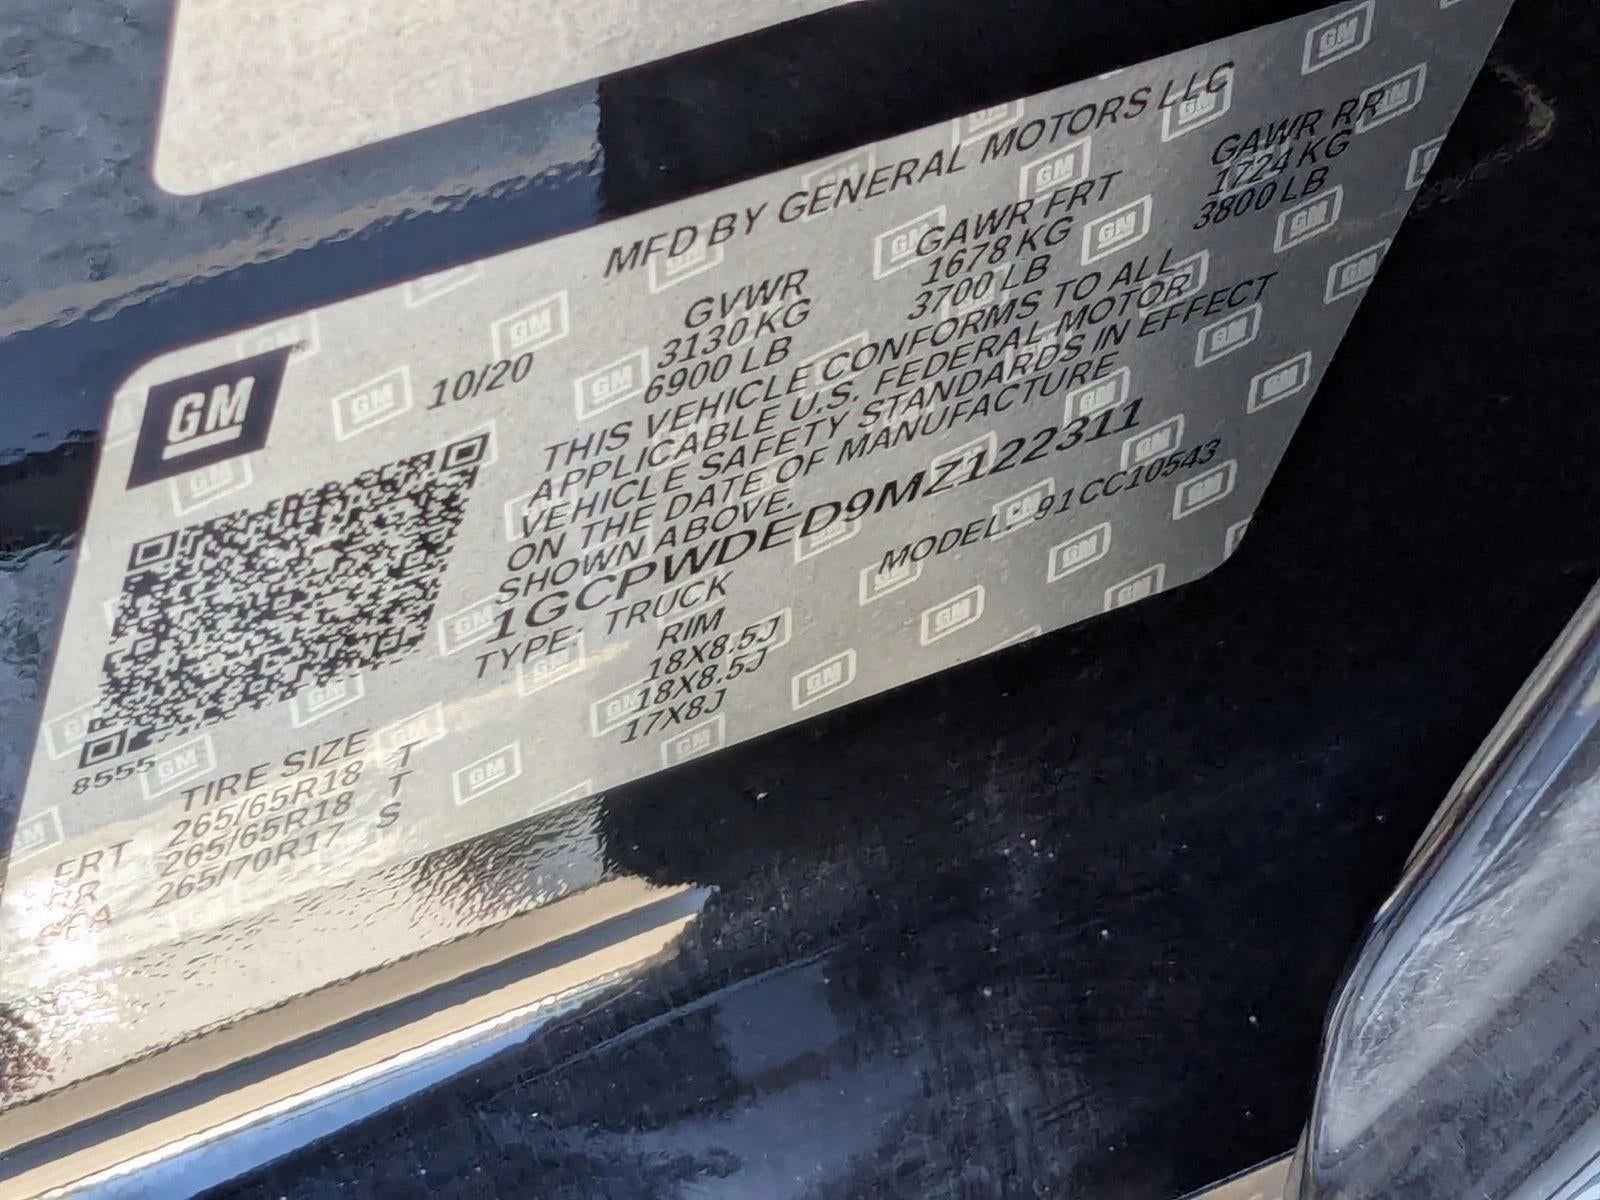 MFD BY GENERAL MOTORS LLC
GM
10/20
GVWR GAWR FRT GAWR RR
3130 KG 1678 KG 1724 KG
6900 LB 3700 LB 3800 LB
THIS VEHICLE CONFORMS TO ALL
APPLICABLE U.S. FEDERAL MOTOR
VEHICLE SAFETY STANDARDS IN EFFECT
ON THE DATE OF MANUFACTURE
SHOWN ABOVE.
1GCPWDED9MZ122311
TYPE: TRUCK MODEL: 91CC10543
8555
TIRE SIZE RIM
FRT 265/65R18 T 18X8.5J
RR 265/65R18 T 18X8.5J
265/70R17 S 17X8J